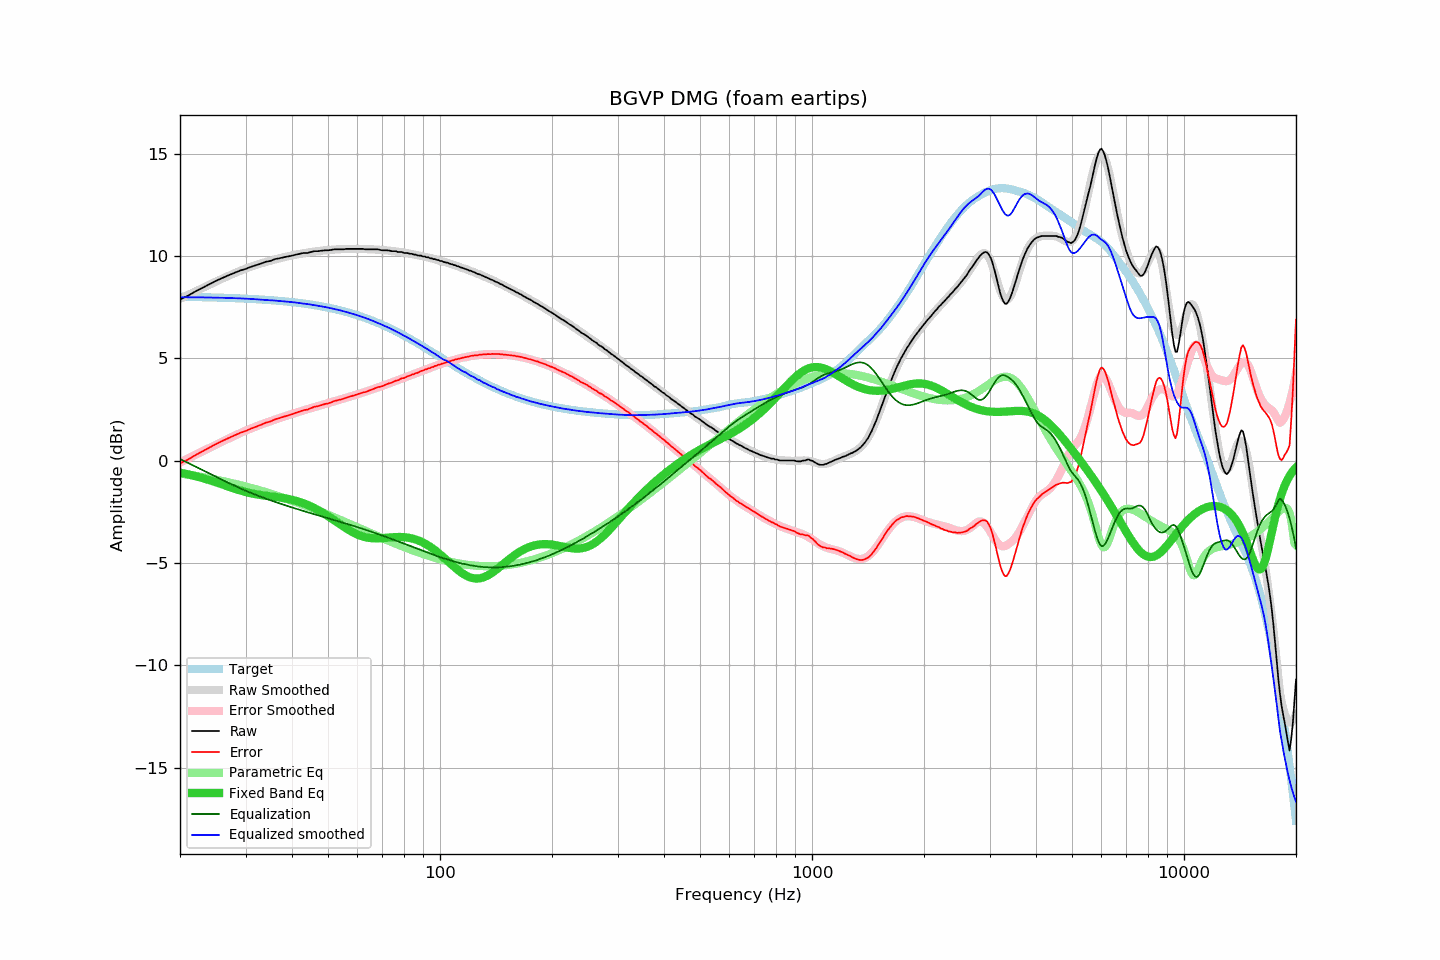 BGVP DMG (foam eartips)
15
10
5
0
−5
−10
−15
Amplitude (dBr)
Target
Raw Smoothed
Error Smoothed
Raw
Error
Parametric Eq
Fixed Band Eq
Equalization
Equalized smoothed
100
1000
10000
Frequency (Hz)